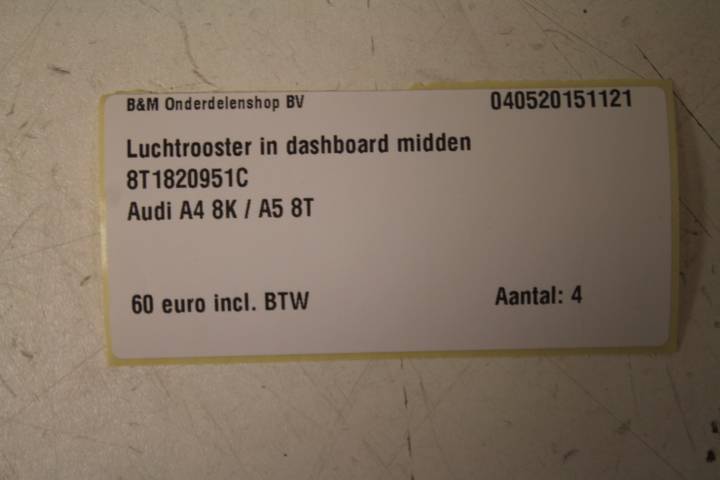 B&M Onderdelenshop BV 040520151121
Luchtrooster in dashboard midden
8T1820951C
Audi A4 8K / A5 8T
60 euro incl. BTW Aantal: 4